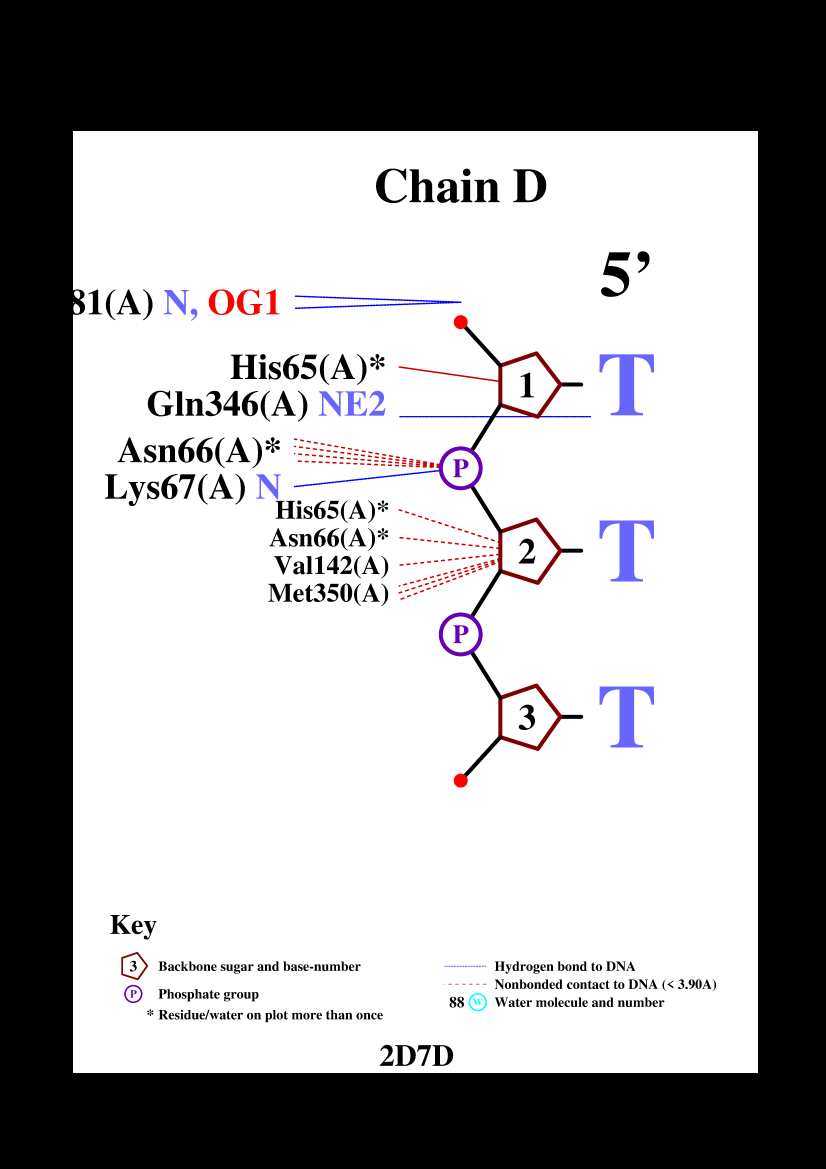 Chain D
5’
81(A) N, OG1
His65(A)*
1 T
Gln346(A) NE2
Asn66(A)*
P
Lys67(A) N
His65(A)*
Asn66(A)*
2 T
Val142(A)
Met350(A)
P
3 T
Key
3 Backbone sugar and base-number
P Phosphate group
* Residue/water on plot more than once
Hydrogen bond to DNA
Nonbonded contact to DNA (< 3.90A)
88 W Water molecule and number
2D7D